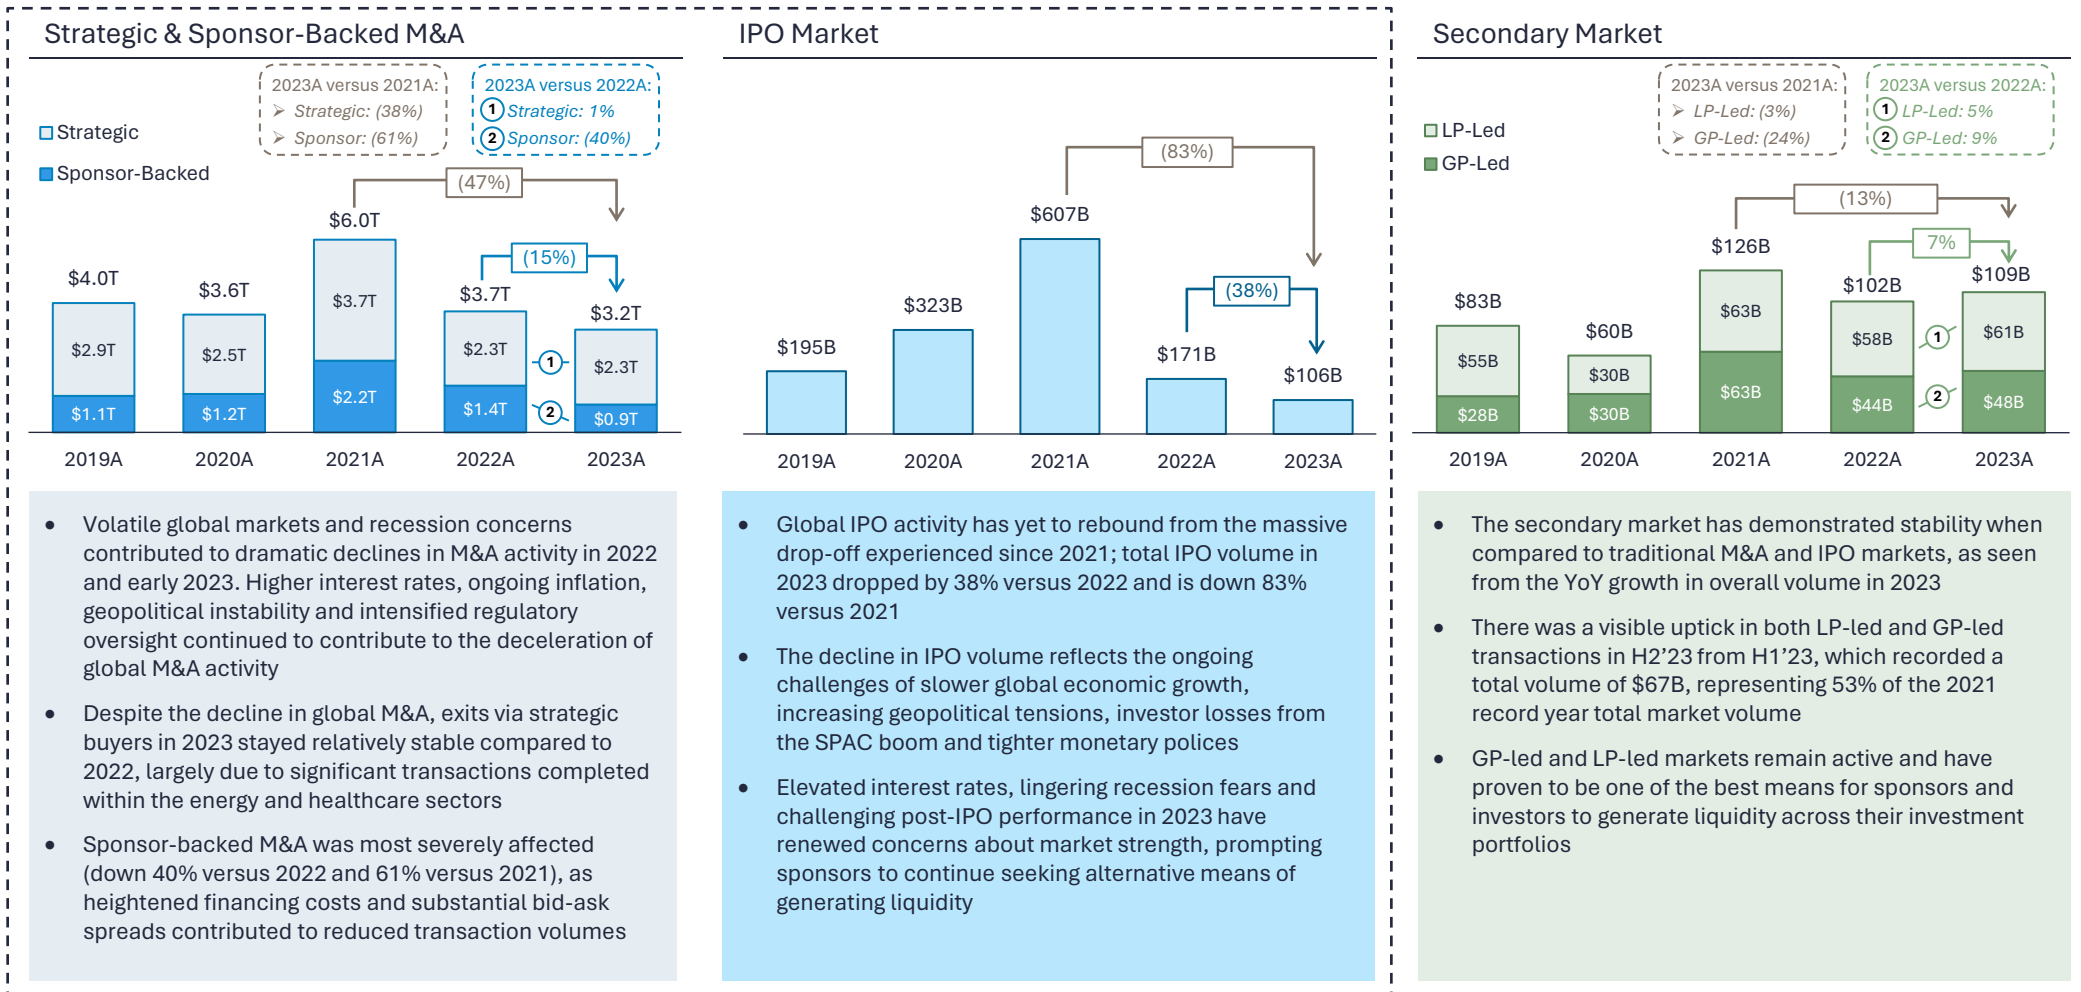 Strategic & Sponsor-Backed M&A
2023A versus 2021A:
➢ Strategic: (38%)
➢ Sponsor: (61%)
2023A versus 2022A:
1 Strategic: 1%
2 Sponsor: (40%)
Strategic
Sponsor-Backed
(47%)
(15%)
$4.0T
$3.6T
$6.0T
$3.7T
$3.2T
$2.9T
$2.5T
$3.7T
$2.3T
1
$2.3T
$1.1T
$1.2T
$2.2T
$1.4T
2
$0.9T
2019A
2020A
2021A
2022A
2023A
• Volatile global markets and recession concerns
contributed to dramatic declines in M&A activity in 2022
and early 2023. Higher interest rates, ongoing inflation,
geopolitical instability and intensified regulatory
oversight continued to contribute to the deceleration of
global M&A activity
• Despite the decline in global M&A, exits via strategic
buyers in 2023 stayed relatively stable compared to
2022, largely due to significant transactions completed
within the energy and healthcare sectors
• Sponsor-backed M&A was most severely affected
(down 40% versus 2022 and 61% versus 2021), as
heightened financing costs and substantial bid-ask
spreads contributed to reduced transaction volumes
IPO Market
(83%)
(38%)
$195B
$323B
$607B
$171B
$106B
2019A
2020A
2021A
2022A
2023A
• Global IPO activity has yet to rebound from the massive
drop-off experienced since 2021; total IPO volume in
2023 dropped by 38% versus 2022 and is down 83%
versus 2021
• The decline in IPO volume reflects the ongoing
challenges of slower global economic growth,
increasing geopolitical tensions, investor losses from
the SPAC boom and tighter monetary polices
• Elevated interest rates, lingering recession fears and
challenging post-IPO performance in 2023 have
renewed concerns about market strength, prompting
sponsors to continue seeking alternative means of
generating liquidity
Secondary Market
2023A versus 2021A:
➢ LP-Led: (3%)
➢ GP-Led: (24%)
2023A versus 2022A:
1 LP-Led: 5%
2 GP-Led: 9%
LP-Led
GP-Led
(13%)
7%
$83B
$60B
$126B
$102B
$109B
$55B
$30B
$63B
$58B
1
$61B
$28B
$30B
$63B
$44B
2
$48B
2019A
2020A
2021A
2022A
2023A
• The secondary market has demonstrated stability when
compared to traditional M&A and IPO markets, as seen
from the YoY growth in overall volume in 2023
• There was a visible uptick in both LP-led and GP-led
transactions in H2’23 from H1’23, which recorded a
total volume of $67B, representing 53% of the 2021
record year total market volume
• GP-led and LP-led markets remain active and have
proven to be one of the best means for sponsors and
investors to generate liquidity across their investment
portfolios